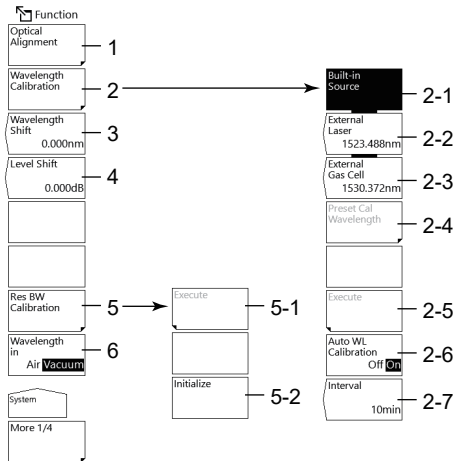 Function
Optical
Alignment
1
Wavelength
Calibration
2
Wavelength
Shift
0.000nm
3
Level Shift
0.000dB
4
Res BW
Calibration
5
Wavelength
in
Air Vacuum
6
System
More 1/4
Execute
5-1
Initialize
5-2
Built-in
Source
2-1
External
Laser
1523.488nm
2-2
External
Gas Cell
1530.372nm
2-3
Preset Cal
Wavelength
2-4
Execute
2-5
Auto WL
Calibration
Off On
2-6
Interval
10min
2-7